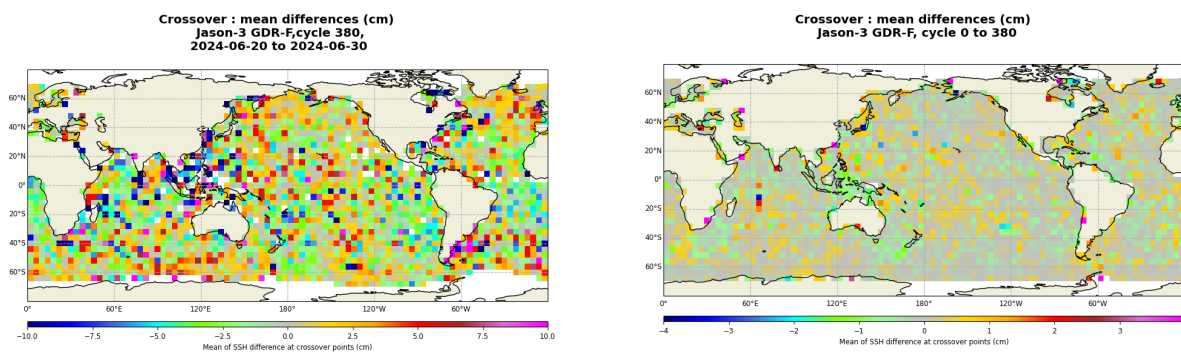 Crossover : mean differences (cm)
Jason-3 GDR-F,cycle 380,
2024-06-20 to 2024-06-30
60°N
40°N
20°N
0°
20°S
40°S
60°S
0° 60°E 120°E 180° 120°W 60°W
−10.0 −7.5 −5.0 −2.5 0.0 2.5 5.0 7.5 10.0
Mean of SSH difference at crossover points (cm)
Crossover : mean differences (cm)
Jason-3 GDR-F, cycle 0 to 380
60°N
40°N
20°N
0°
20°S
40°S
60°S
0° 60°E 120°E 180° 120°W 60°W
−4 −3 −2 −1 0 1 2 3
Mean of SSH difference at crossover points (cm)